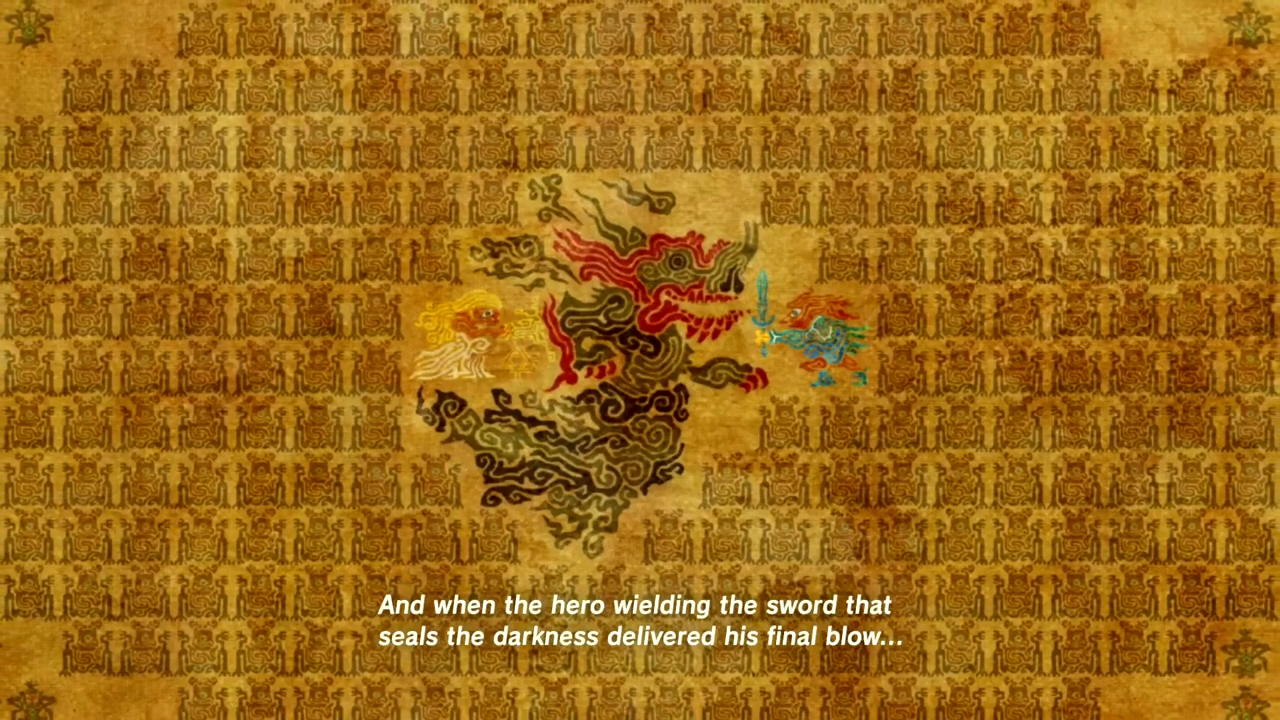 And when the hero wielding the sword that
seals the darkness delivered his final blow...